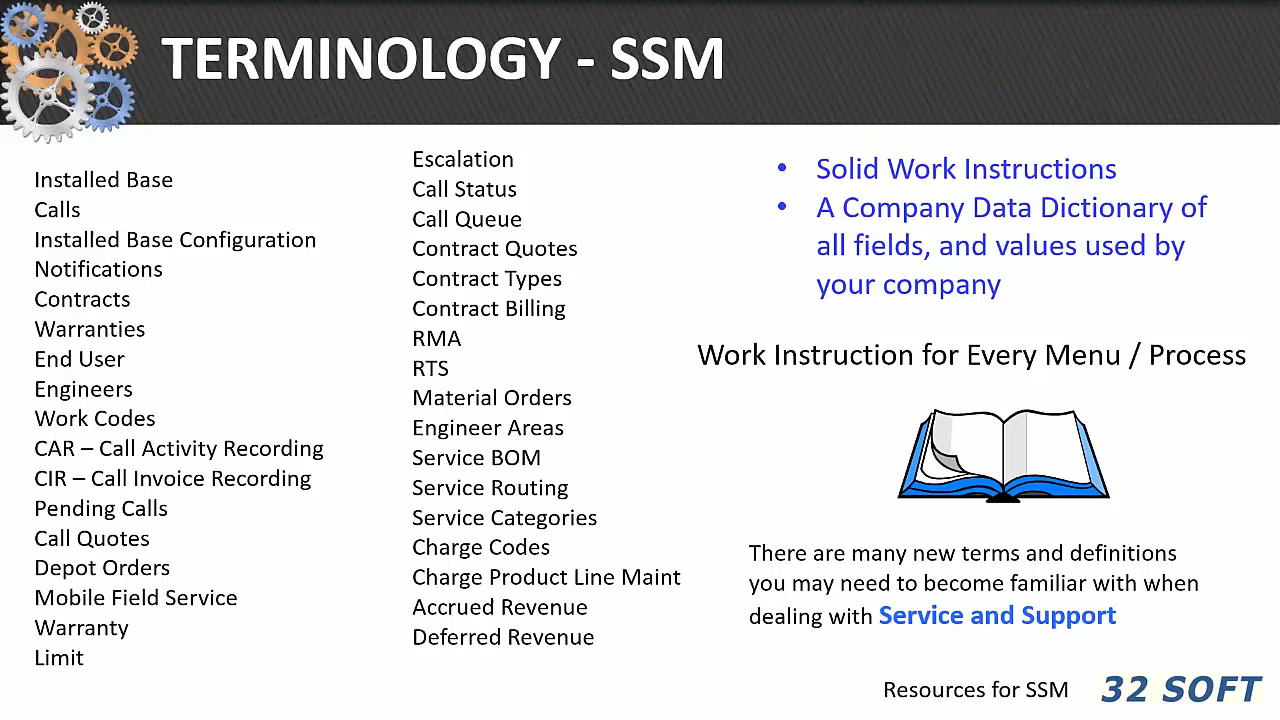 TERMINOLOGY - SSM
Installed Base
Calls
Installed Base Configuration
Notifications
Contracts
Warranties
End User
Engineers
Work Codes
CAR – Call Activity Recording
CIR – Call Invoice Recording
Pending Calls
Call Quotes
Depot Orders
Mobile Field Service
Warranty
Limit
Escalation
Call Status
Call Queue
Contract Quotes
Contract Types
Contract Billing
RMA
RTS
Material Orders
Engineer Areas
Service BOM
Service Routing
Service Categories
Charge Codes
Charge Product Line Maint
Accrued Revenue
Deferred Revenue
• Solid Work Instructions
• A Company Data Dictionary of
all fields, and values used by
your company
Work Instruction for Every Menu / Process
There are many new terms and definitions
you may need to become familiar with when
dealing with Service and Support
Resources for SSM
32 SOFT